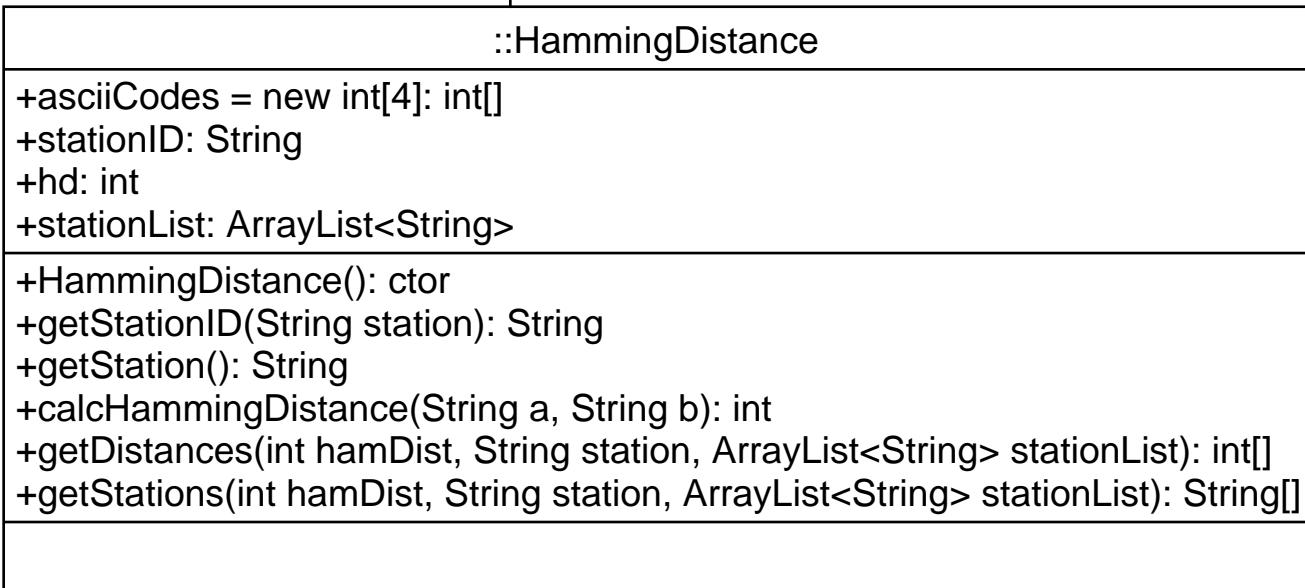 ::HammingDistance
+asciiCodes = new int[4]: int[]
+stationID: String
+hd: int
+stationList: ArrayList<String>
+HammingDistance(): ctor
+getStationID(String station): String
+getStation(): String
+calcHammingDistance(String a, String b): int
+getDistances(int hamDist, String station, ArrayList<String> stationList): int[]
+getStations(int hamDist, String station, ArrayList<String> stationList): String[]